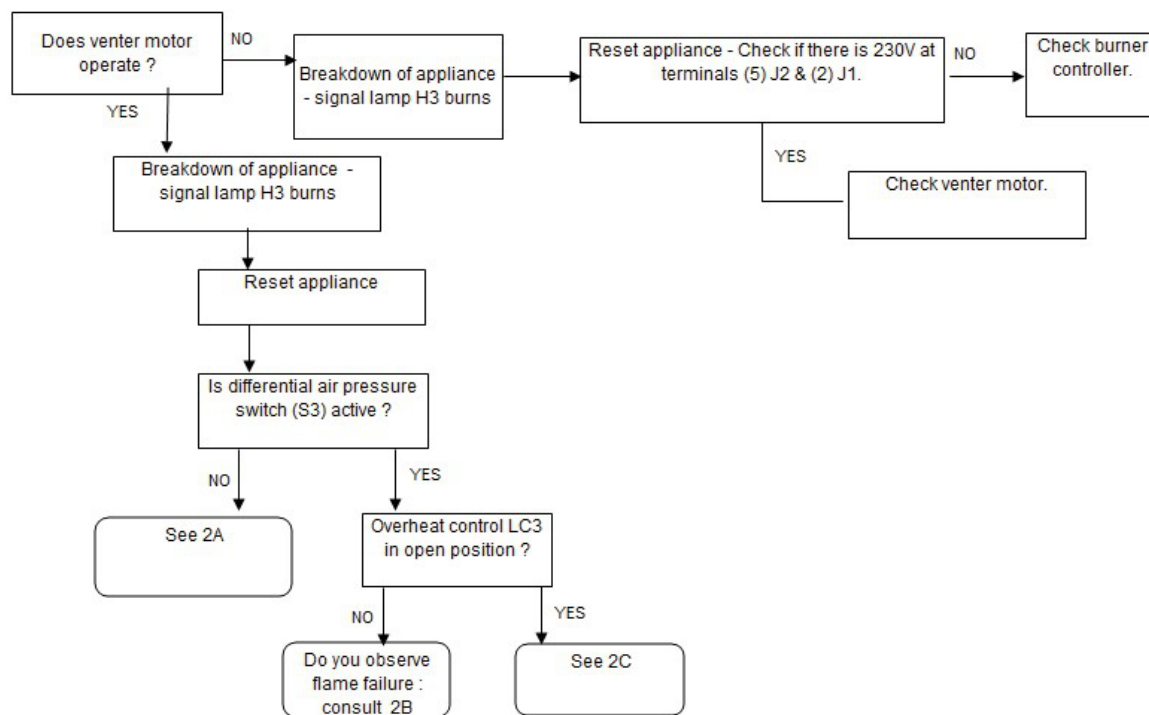 Does venter motor
operate ?
NO
Breakdown of appliance
- signal lamp H3 burns
Reset appliance - Check if there is 230V at
terminals (5) J2 & (2) J1.
NO
Check burner
controller.
YES
Check venter motor.
YES
Breakdown of appliance -
signal lamp H3 burns
Reset appliance
Is differential air pressure
switch (S3) active ?
NO
See 2A
YES
Overheat control LC3
in open position ?
NO
Do you observe
flame failure :
consult 2B
YES
See 2C